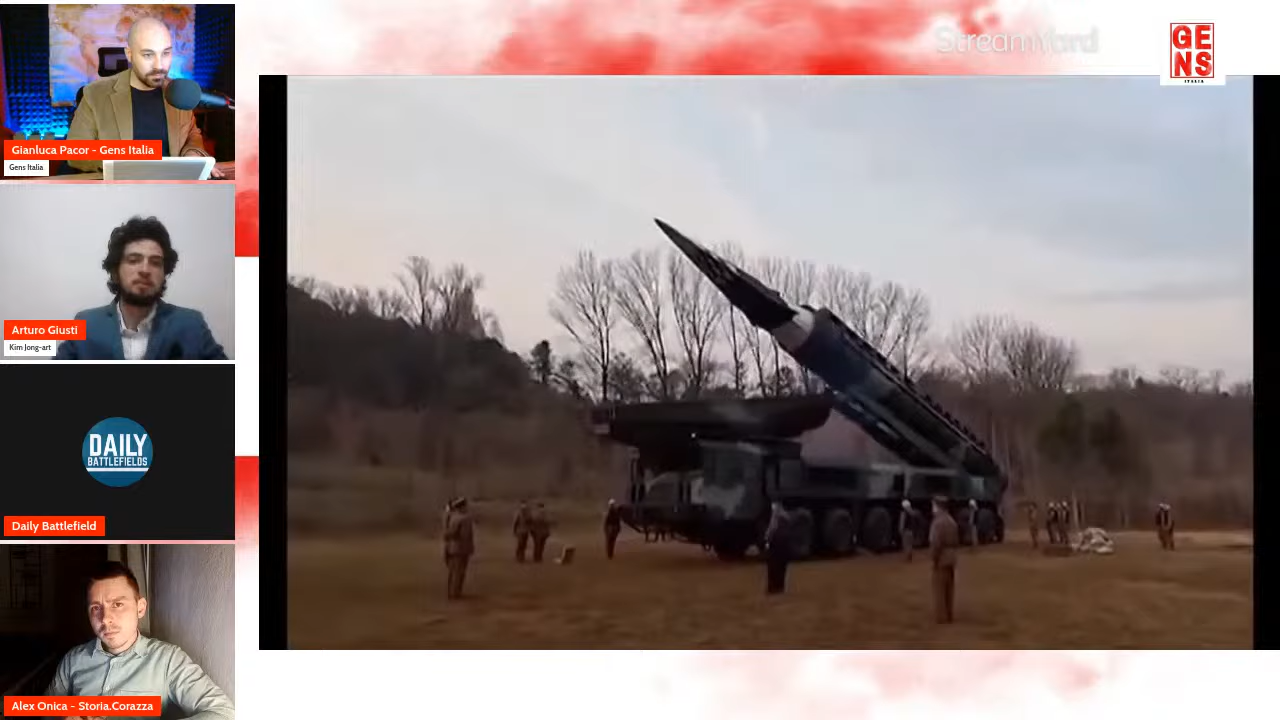 StreamYard
GE
NS
ITALIA
Gianluca Pacor - Gens Italia
Gens Italia
Arturo Giusti
Kim Jong-art
DAILY
BATTLEFIELDS
Daily Battlefield
Alex Onica - Storia.Corazza